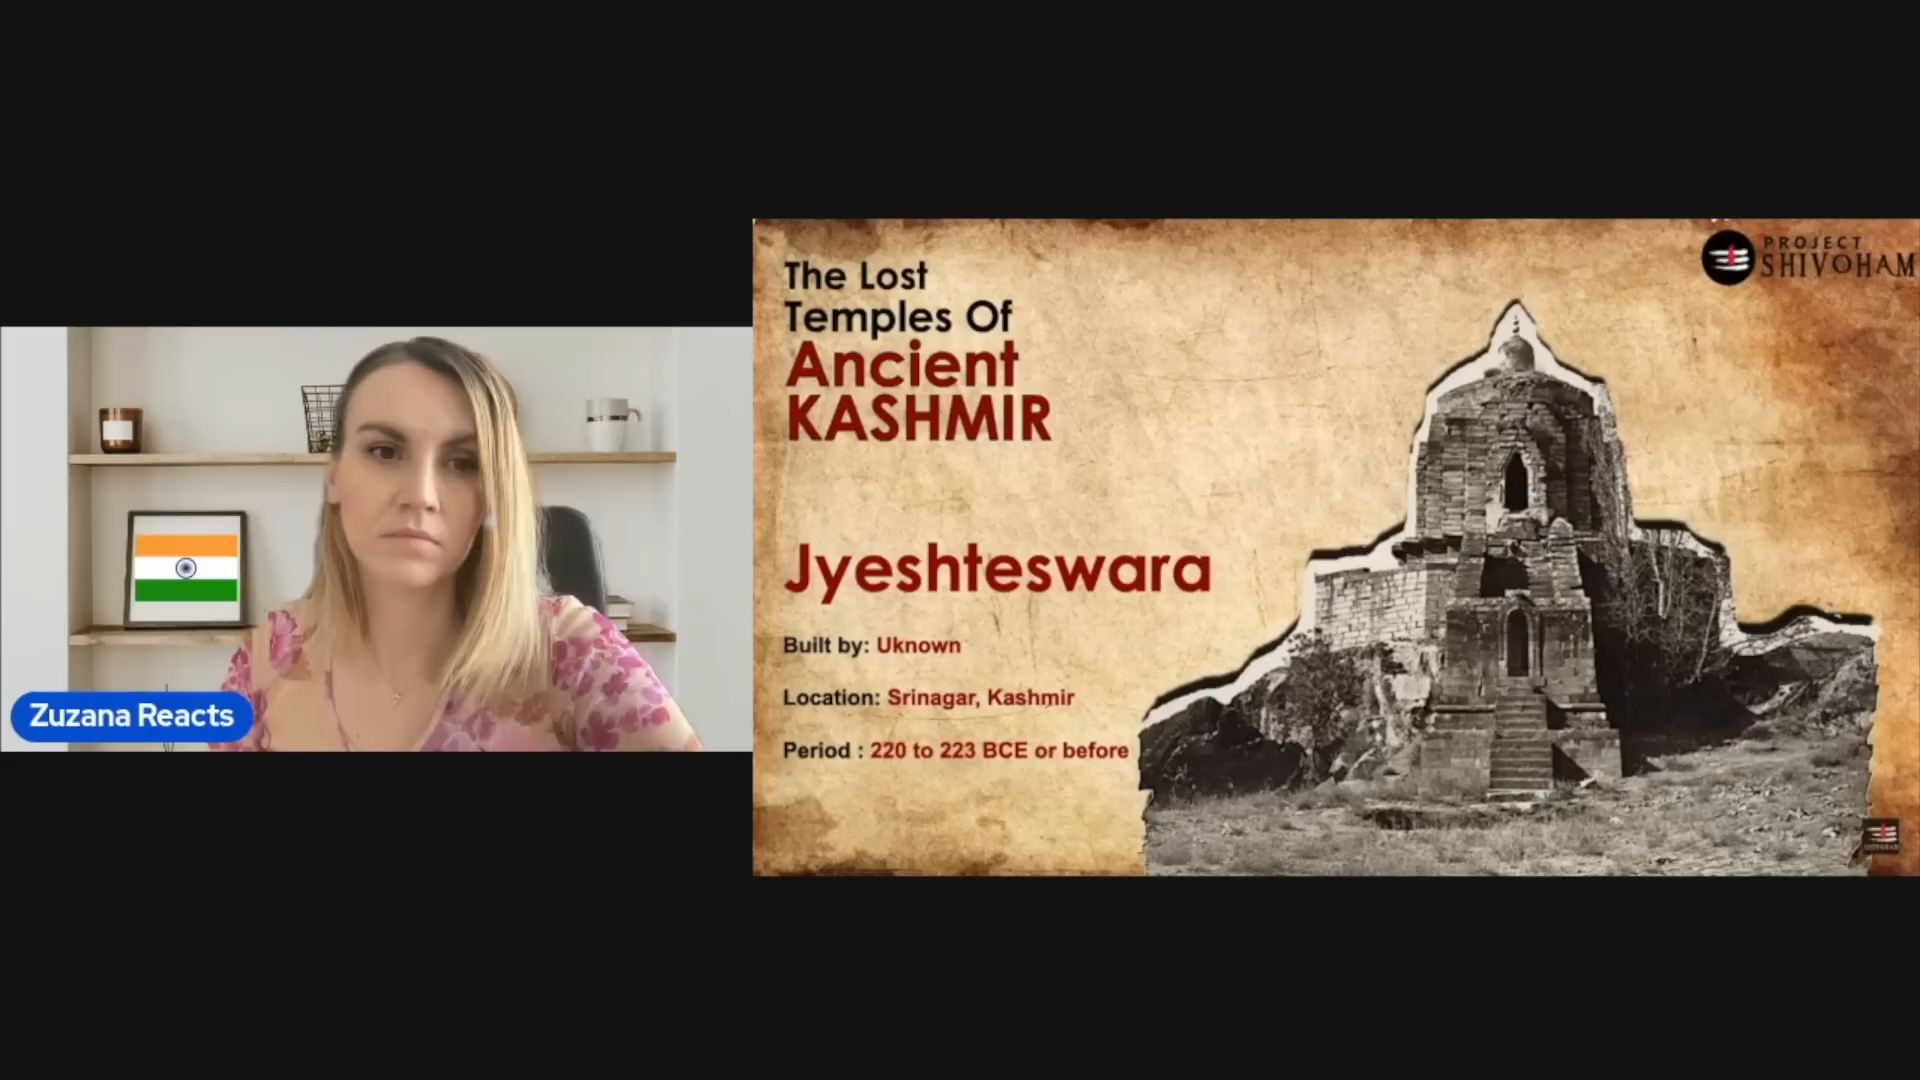 Zuzana Reacts
The Lost
Temples Of
Ancient
KASHMIR
Jyeshteswara
Built by: Uknown
Location: Srinagar, Kashmir
Period : 220 to 223 BCE or before
PROJECT
SHIVOHAM